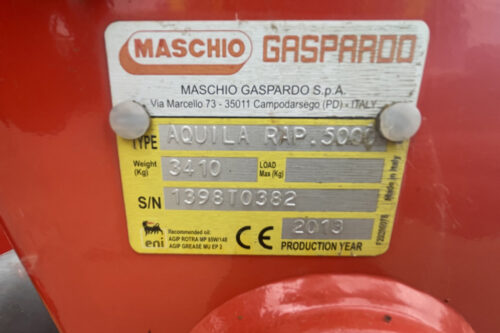 MASCHIO GASPARDO
MASCHIO GASPARDO S.p.A.
Via Marcello 73 - 35011 Campodarsego (PD) - ITALY
TYPE AQUILA RAP. 5000
Weight (Kg) 3410 LOAD Max (Kg)
S/N 1398T0382
eni Recommended oil:
AGIP ROTRA MP 85W/140
AGIP GREASE MU EP 2
CE 2013
PRODUCTION YEAR
Made in Italy